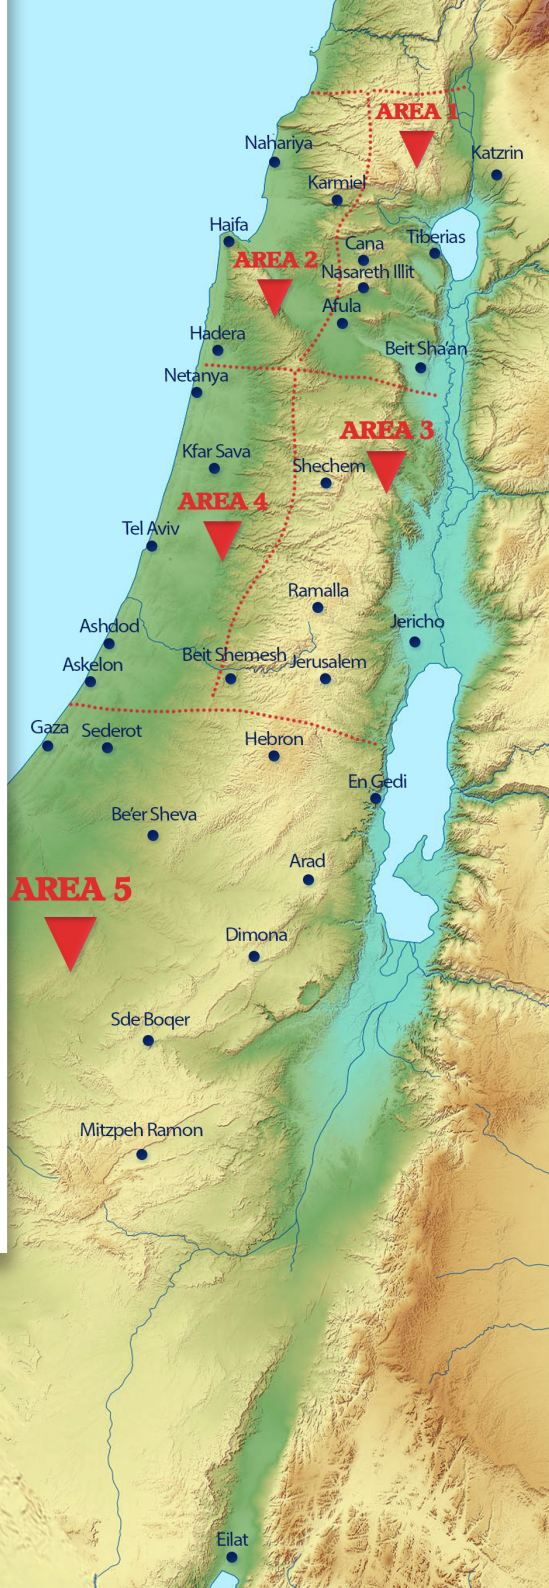 AREA 1
Nahariya
Katzrin
Karmiel
Haifa
Cana
Tiberias
AREA 2
Nasareth Illit
Afula
Hadera
Beit Sha'an
Netanya
AREA 3
Kfar Sava
Shechem
AREA 4
Tel Aviv
Ramalla
Ashdod
Jericho
Beit Shemesh
Jerusalem
Askelon
Gaza
Sederot
Hebron
En Gedi
Be'er Sheva
Arad
AREA 5
Dimona
Sde Boqer
Mitzpeh Ramon
Eilat